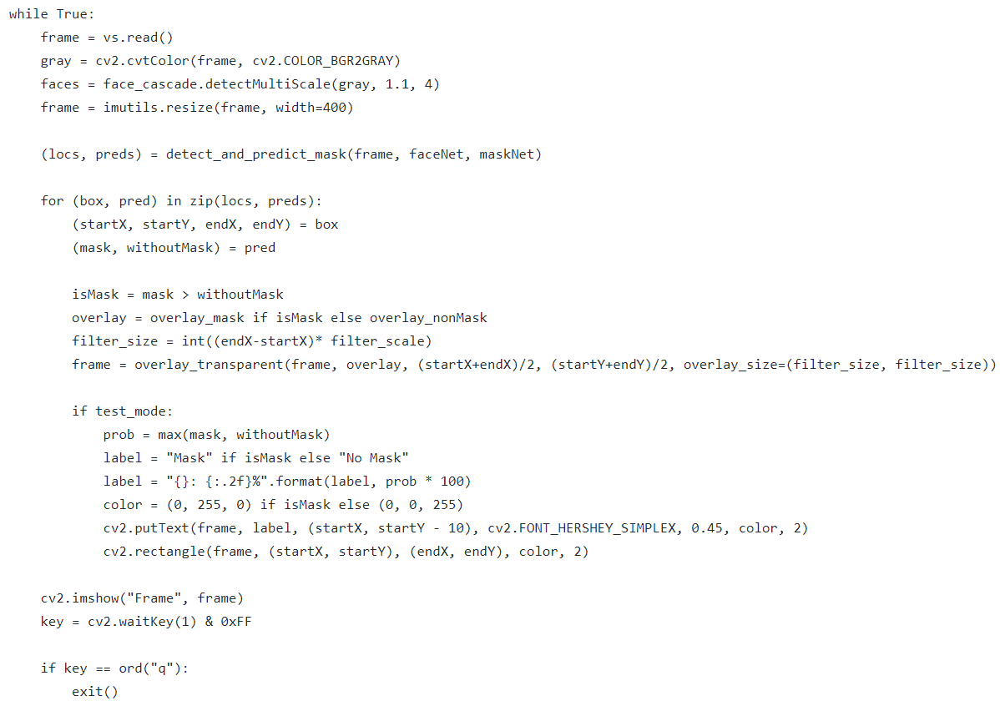 while True:
    frame = vs.read()
    gray = cv2.cvtColor(frame, cv2.COLOR_BGR2GRAY)
    faces = face_cascade.detectMultiScale(gray, 1.1, 4)
    frame = imutils.resize(frame, width=400)

    (locs, preds) = detect_and_predict_mask(frame, faceNet, maskNet)

    for (box, pred) in zip(locs, preds):
        (startX, startY, endX, endY) = box
        (mask, withoutMask) = pred

        isMask = mask > withoutMask
        overlay = overlay_mask if isMask else overlay_nonMask
        filter_size = int((endX-startX)* filter_scale)
        frame = overlay_transparent(frame, overlay, (startX+endX)/2, (startY+endY)/2, overlay_size=(filter_size, filter_size))

        if test_mode:
            prob = max(mask, withoutMask)
            label = "Mask" if isMask else "No Mask"
            label = "{}: {:.2f}%".format(label, prob * 100)
            color = (0, 255, 0) if isMask else (0, 0, 255)
            cv2.putText(frame, label, (startX, startY - 10), cv2.FONT_HERSHEY_SIMPLEX, 0.45, color, 2)
            cv2.rectangle(frame, (startX, startY), (endX, endY), color, 2)

    cv2.imshow("Frame", frame)
    key = cv2.waitKey(1) & 0xFF

    if key == ord("q"):
        exit()